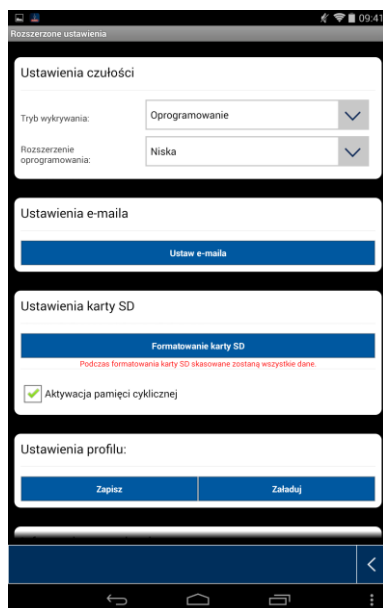 09:41
Rozszerzone ustawienia
Ustawienia czułości
Tryb wykrywania:
Oprogramowanie
Rozszerzenie
oprogramowania:
Niska
Ustawienia e-maila
Ustaw e-maila
Ustawienia karty SD
Formatowanie karty SD
Podczas formatowania karty SD skasowane zostaną wszystkie dane.
Aktywacja pamięci cyklicznej
Ustawienia profilu:
Zapisz
Załaduj